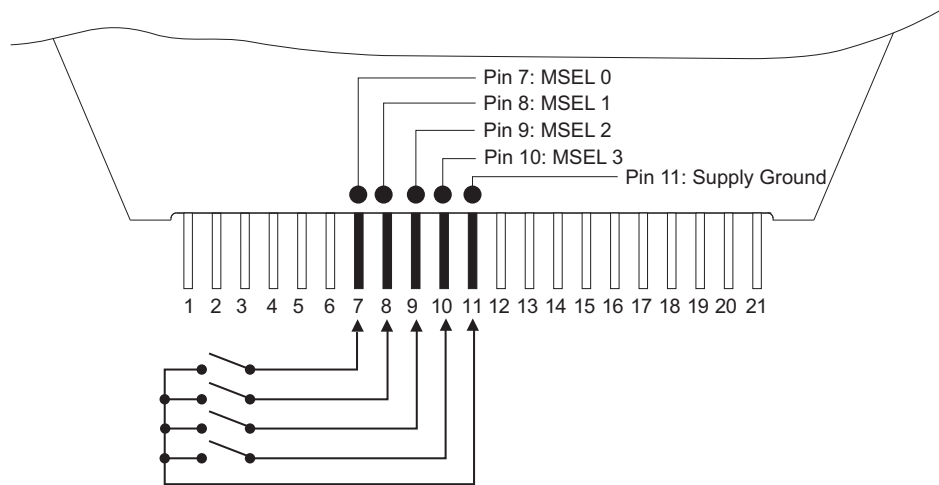 Pin 7: MSEL 0
Pin 8: MSEL 1
Pin 9: MSEL 2
Pin 10: MSEL 3
Pin 11: Supply Ground
1 2 3 4 5 6 7 8 9 10 11 12 13 14 15 16 17 18 19 20 21